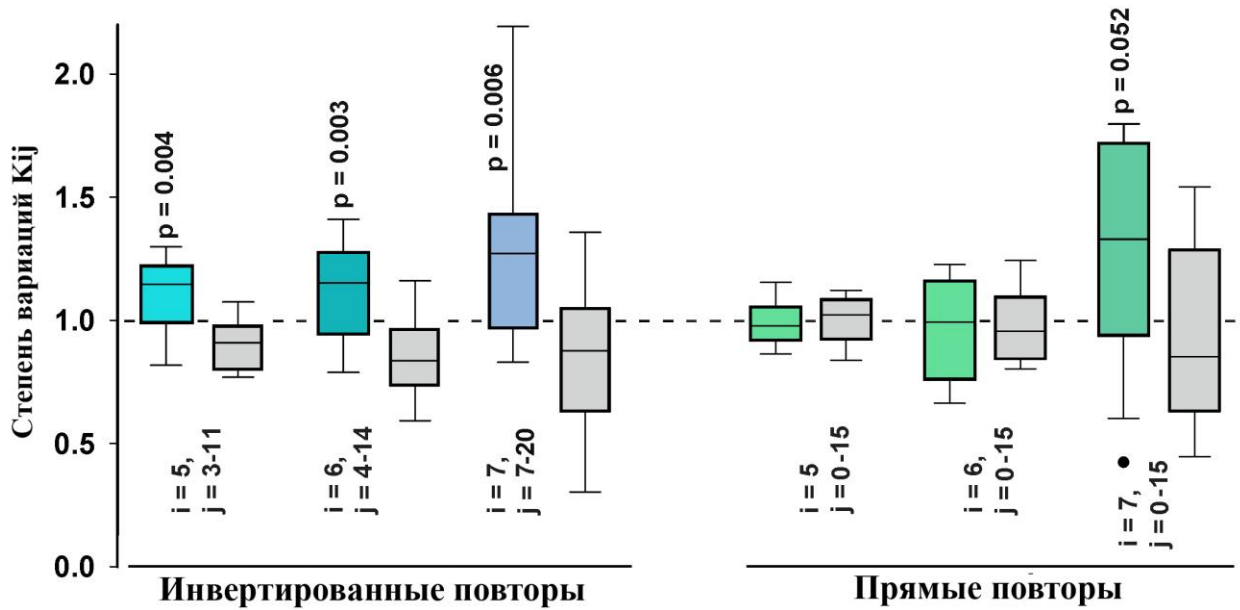 Степень вариаций Kij
2.0
1.5
1.0
0.5
0.0
p = 0.004
p = 0.003
p = 0.006
p = 0.052
i = 5,
j = 3-11
i = 6,
j = 4-14
i = 7,
j = 7-20
i = 5
j = 0-15
i = 6,
j = 0-15
i = 7,
j = 0-15
Инвертированные повторы
Прямые повторы